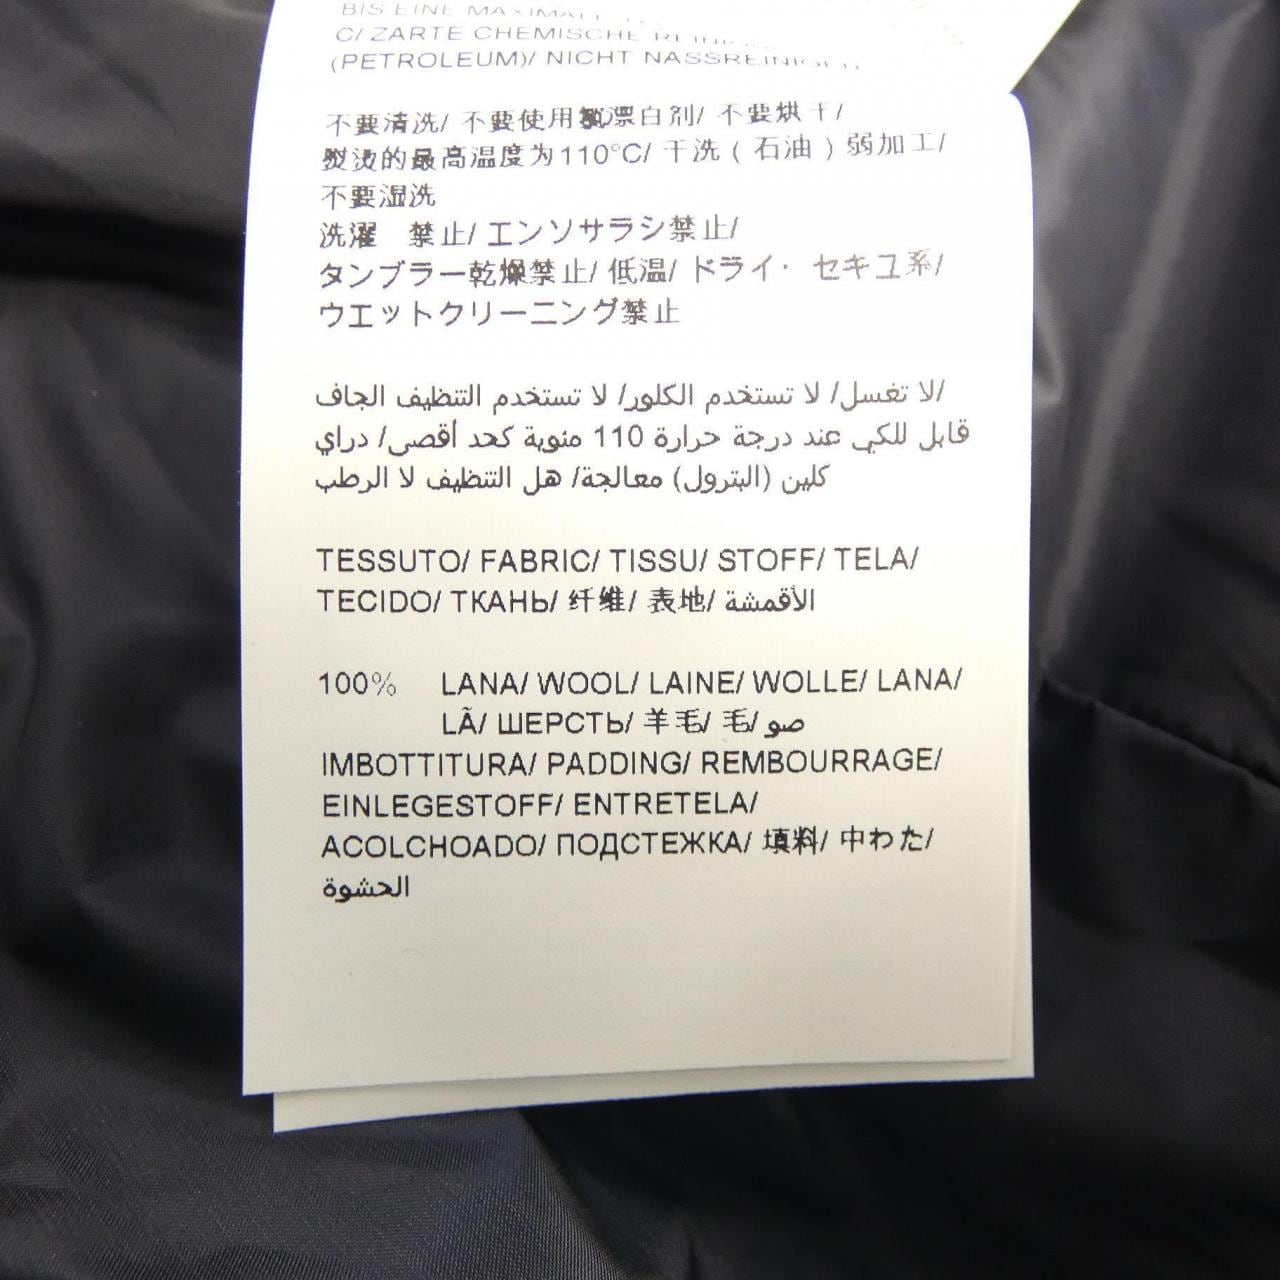 BIS EINE
C/ ZARTE CHEMISCHE
(PETROLEUM)/ NICHT
不要清洗/ 不要使用氯漂白剂/ 不要烘干/
熨烫的最高温度为110°C/ 干洗 ( 石油 ) 弱加工/
不要湿洗
洗濯 禁止/ エンソサラシ禁止/
タンブラー乾燥禁止/ 低温/ ドライ・ セキユ系/
ウエットクリーニング禁止
لا تغسل/ لا تستخدم الكلور/ لا تستخدم التنظيف الجاف/
قابل للكي عند درجة حرارة 110 مئوية كحد أقصى/ دراي
كلين (البترول) معالجة/ هل التنظيف لا الرطب
TESSUTO/ FABRIC/ TISSU/ STOFF/ TELA/
TECIDO/ ТКАНЬ/ 纤维/ 表地/ الأقمشة
100% LANA/ WOOL/ LAINE/ WOLLE/ LANA/
LÃ/ ШЕРСТЬ/ 羊毛/ 毛/ صو
IMBOTTITURA/ PADDING/ REMBOURRAGE/
EINLEGESTOFF/ ENTRETELA/
ACOLCHOADO/ ПОДСТЕЖКА/ 填料/ 中わた/
الحشوة